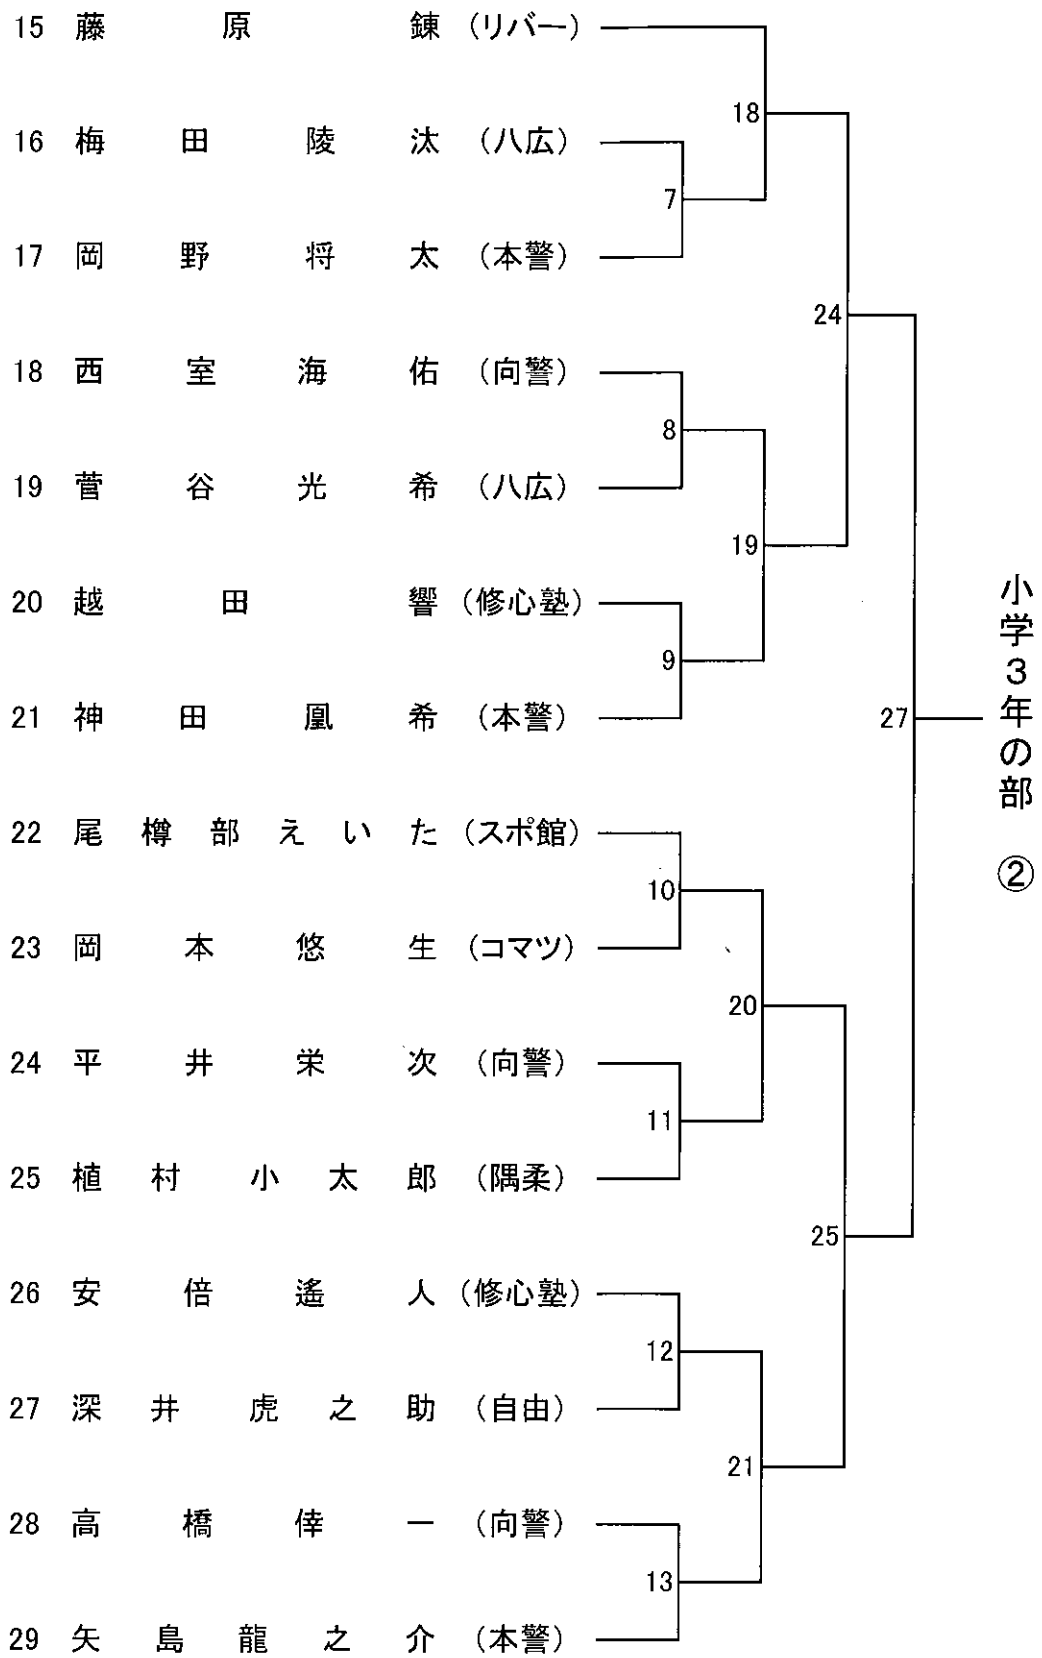 15 藤原錬 (リバー)
18
16 梅田陵汰 (八広)
7
17 岡野将太 (本警)
24
18 西室海佑 (向警)
8
19 菅谷光希 (八広)
19
20 越田響 (修心塾)
9
21 神田凰希 (本警)
27
22 尾樽部えいた (スポ館)
10
23 岡本悠生 (コマツ)
20
24 平井栄次 (向警)
11
25 植村小太郎 (隅柔)
25
26 安倍遙人 (修心塾)
12
27 深井虎之助 (自由)
21
28 高橋倖一 (向警)
13
29 矢島龍之介 (本警)
小学3年の部 ②